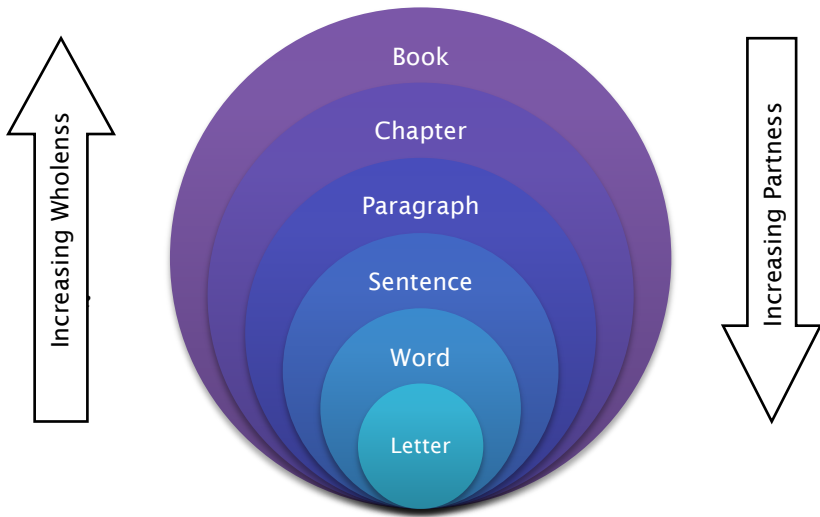 Increasing Wholenss
Book
Chapter
Paragraph
Sentence
Word
Letter
Increasing Partness